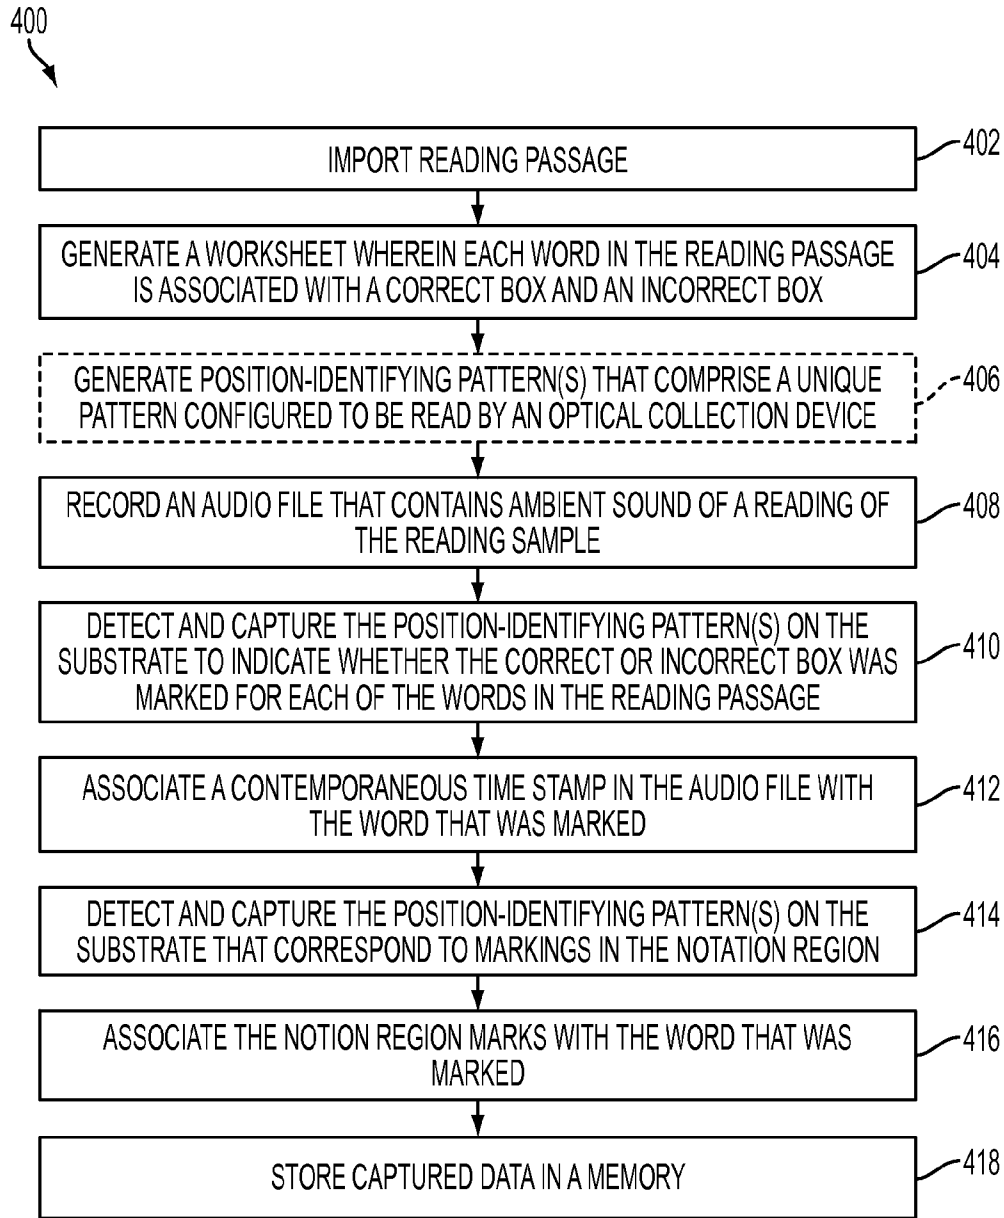 400
IMPORT READING PASSAGE
402
GENERATE A WORKSHEET WHEREIN EACH WORD IN THE READING PASSAGE
IS ASSOCIATED WITH A CORRECT BOX AND AN INCORRECT BOX
404
GENERATE POSITION-IDENTIFYING PATTERN(S) THAT COMPRISE A UNIQUE
PATTERN CONFIGURED TO BE READ BY AN OPTICAL COLLECTION DEVICE
406
RECORD AN AUDIO FILE THAT CONTAINS AMBIENT SOUND OF A READING OF
THE READING SAMPLE
408
DETECT AND CAPTURE THE POSITION-IDENTIFYING PATTERN(S) ON THE
SUBSTRATE TO INDICATE WHETHER THE CORRECT OR INCORRECT BOX WAS
MARKED FOR EACH OF THE WORDS IN THE READING PASSAGE
410
ASSOCIATE A CONTEMPORANEOUS TIME STAMP IN THE AUDIO FILE WITH
THE WORD THAT WAS MARKED
412
DETECT AND CAPTURE THE POSITION-IDENTIFYING PATTERN(S) ON THE
SUBSTRATE THAT CORRESPOND TO MARKINGS IN THE NOTATION REGION
414
ASSOCIATE THE NOTION REGION MARKS WITH THE WORD THAT WAS
MARKED
416
STORE CAPTURED DATA IN A MEMORY
418